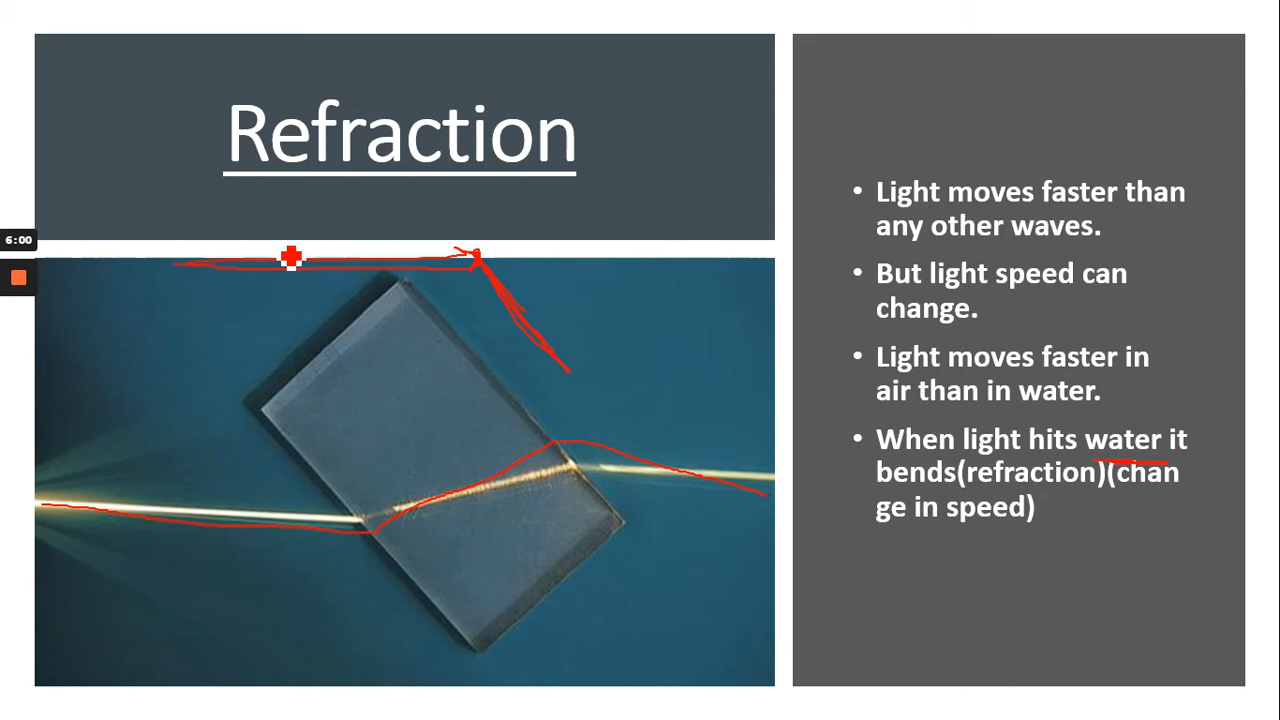 Refraction
6:00
• Light moves faster than
any other waves.
• But light speed can
change.
• Light moves faster in
air than in water.
• When light hits water it
bends(refraction)(chan
ge in speed)